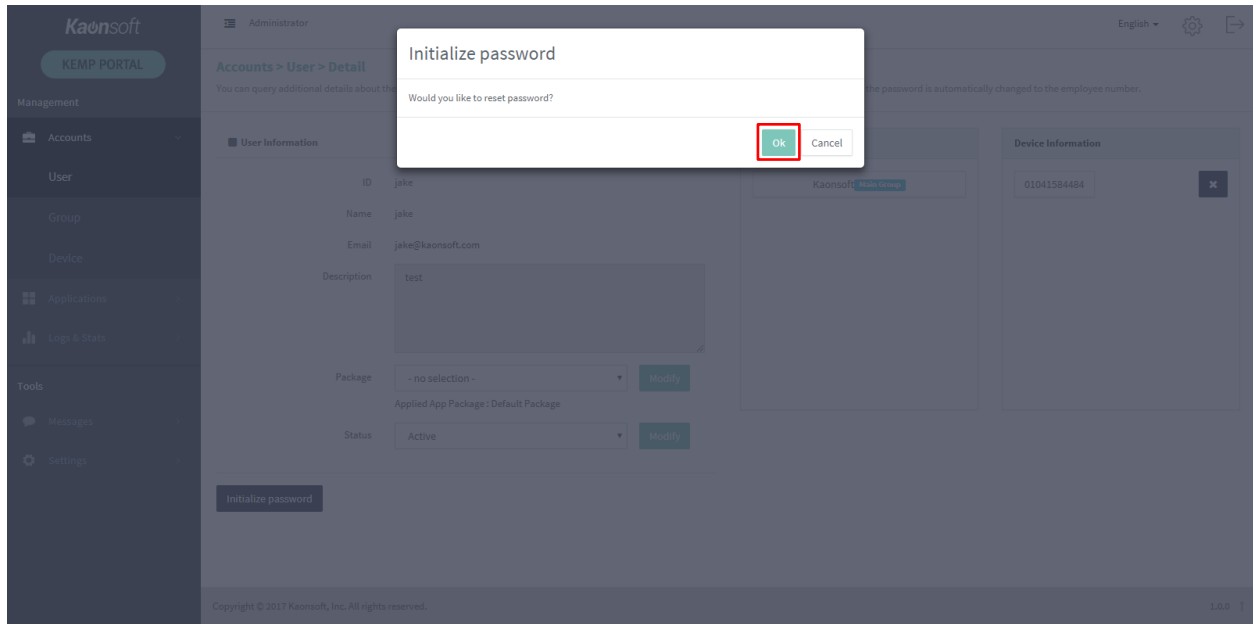 Kaonsoft
KEMP PORTAL
Management
Accounts
User
Group
Device
Applications
Logs & Stats
Tools
Messages
Settings
Administrator
English
Accounts > User > Detail
You can query additional details about the
the password is automatically changed to the employee number.
Initialize password
Would you like to reset password?
Ok
Cancel
User Information
ID jake
Name jake
Email jake@kaonsoft.com
Description test
Package - no selection - Modify
Applied App Package : Default Package
Status Active Modify
Initialize password
Kaonsoft Main Group
Device Information
01041584484
Copyright © 2017 Kaonsoft, Inc. All rights reserved.
1.0.0